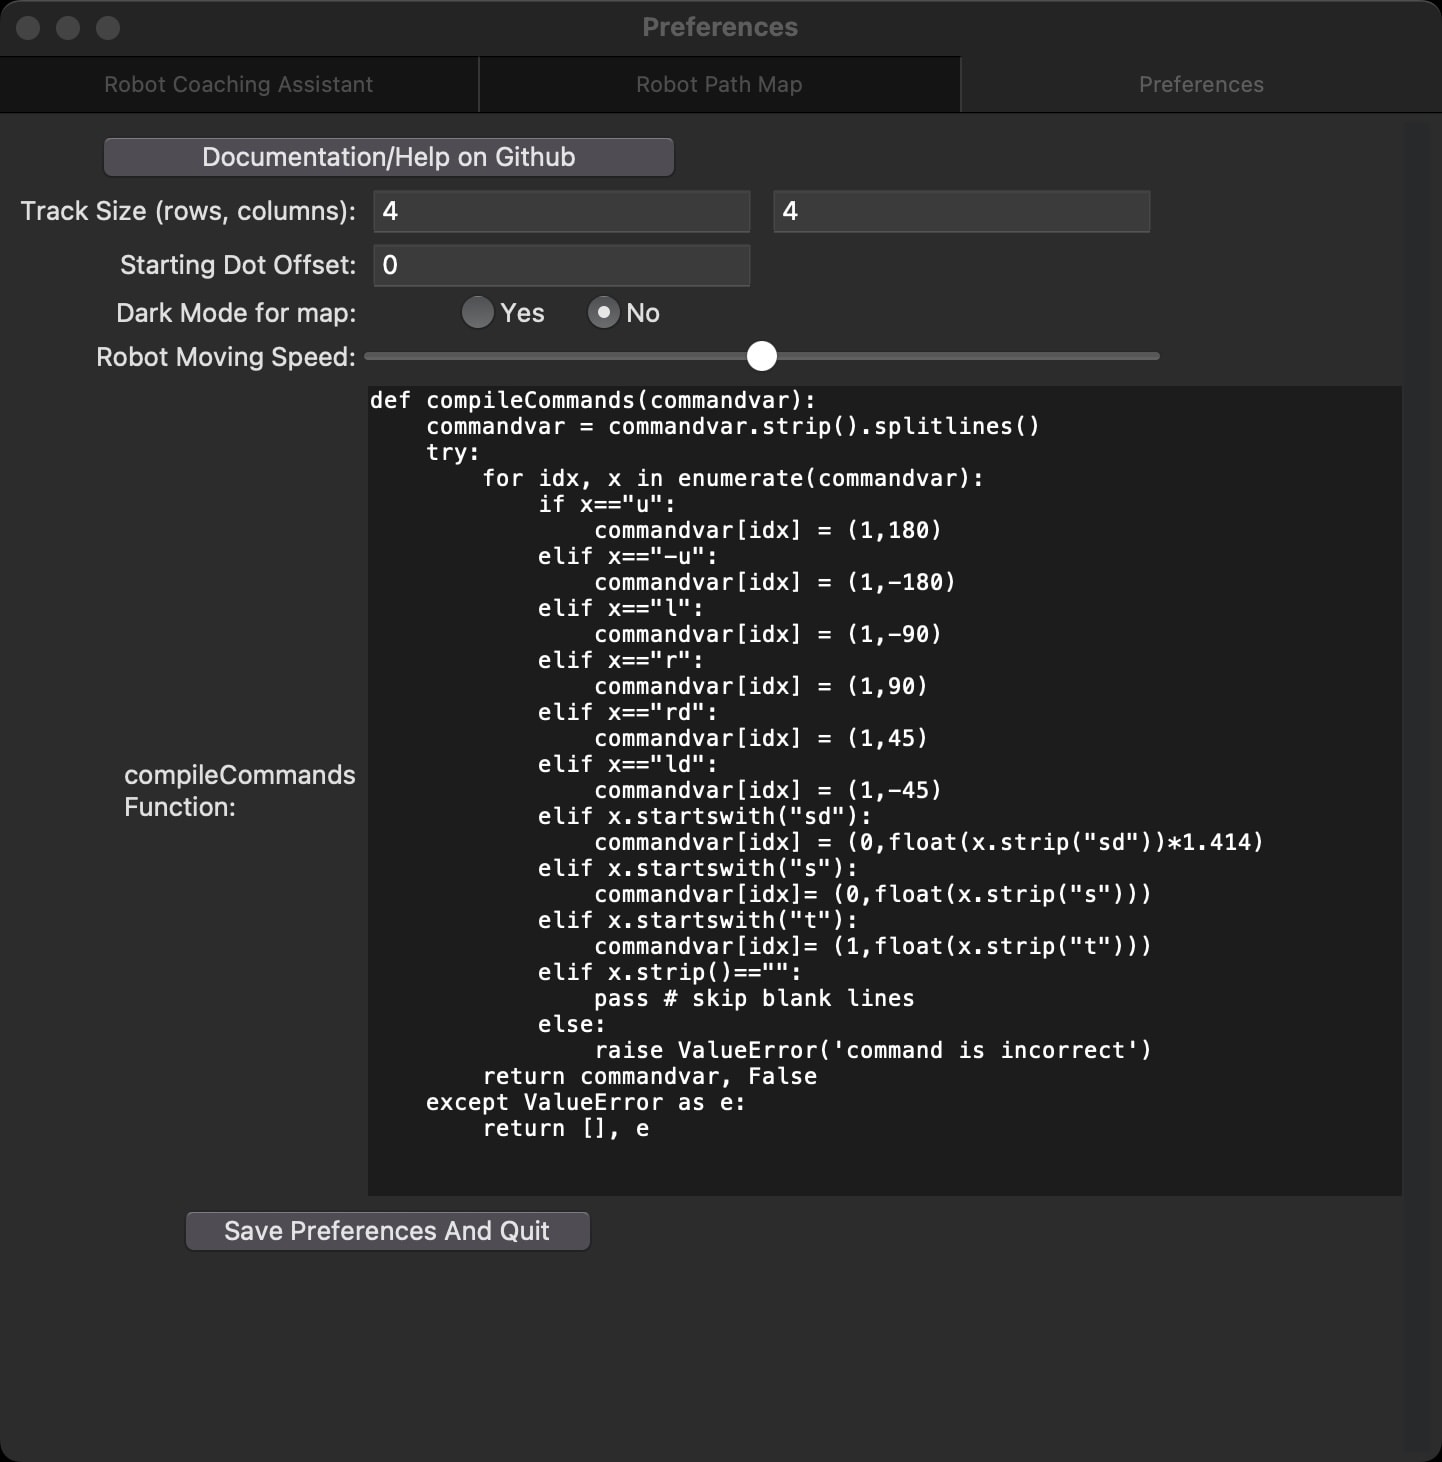 Preferences
Robot Coaching Assistant
Robot Path Map
Preferences
Documentation/Help on Github
Track Size (rows, columns): 4 4
Starting Dot Offset: 0
Dark Mode for map: Yes No
Robot Moving Speed:
compileCommands
Function:
def compileCommands(commandvar):
    commandvar = commandvar.strip().splitlines()
    try:
        for idx, x in enumerate(commandvar):
            if x=="u":
                commandvar[idx] = (1,180)
            elif x=="-u":
                commandvar[idx] = (1,-180)
            elif x=="l":
                commandvar[idx] = (1,-90)
            elif x=="r":
                commandvar[idx] = (1,90)
            elif x=="rd":
                commandvar[idx] = (1,45)
            elif x=="ld":
                commandvar[idx] = (1,-45)
            elif x.startswith("sd"):
                commandvar[idx] = (0,float(x.strip("sd"))*1.414)
            elif x.startswith("s"):
                commandvar[idx]= (0,float(x.strip("s")))
            elif x.startswith("t"):
                commandvar[idx]= (1,float(x.strip("t")))
            elif x.strip()=="":
                pass # skip blank lines
            else:
                raise ValueError('command is incorrect')
        return commandvar, False
    except ValueError as e:
        return [], e
Save Preferences And Quit